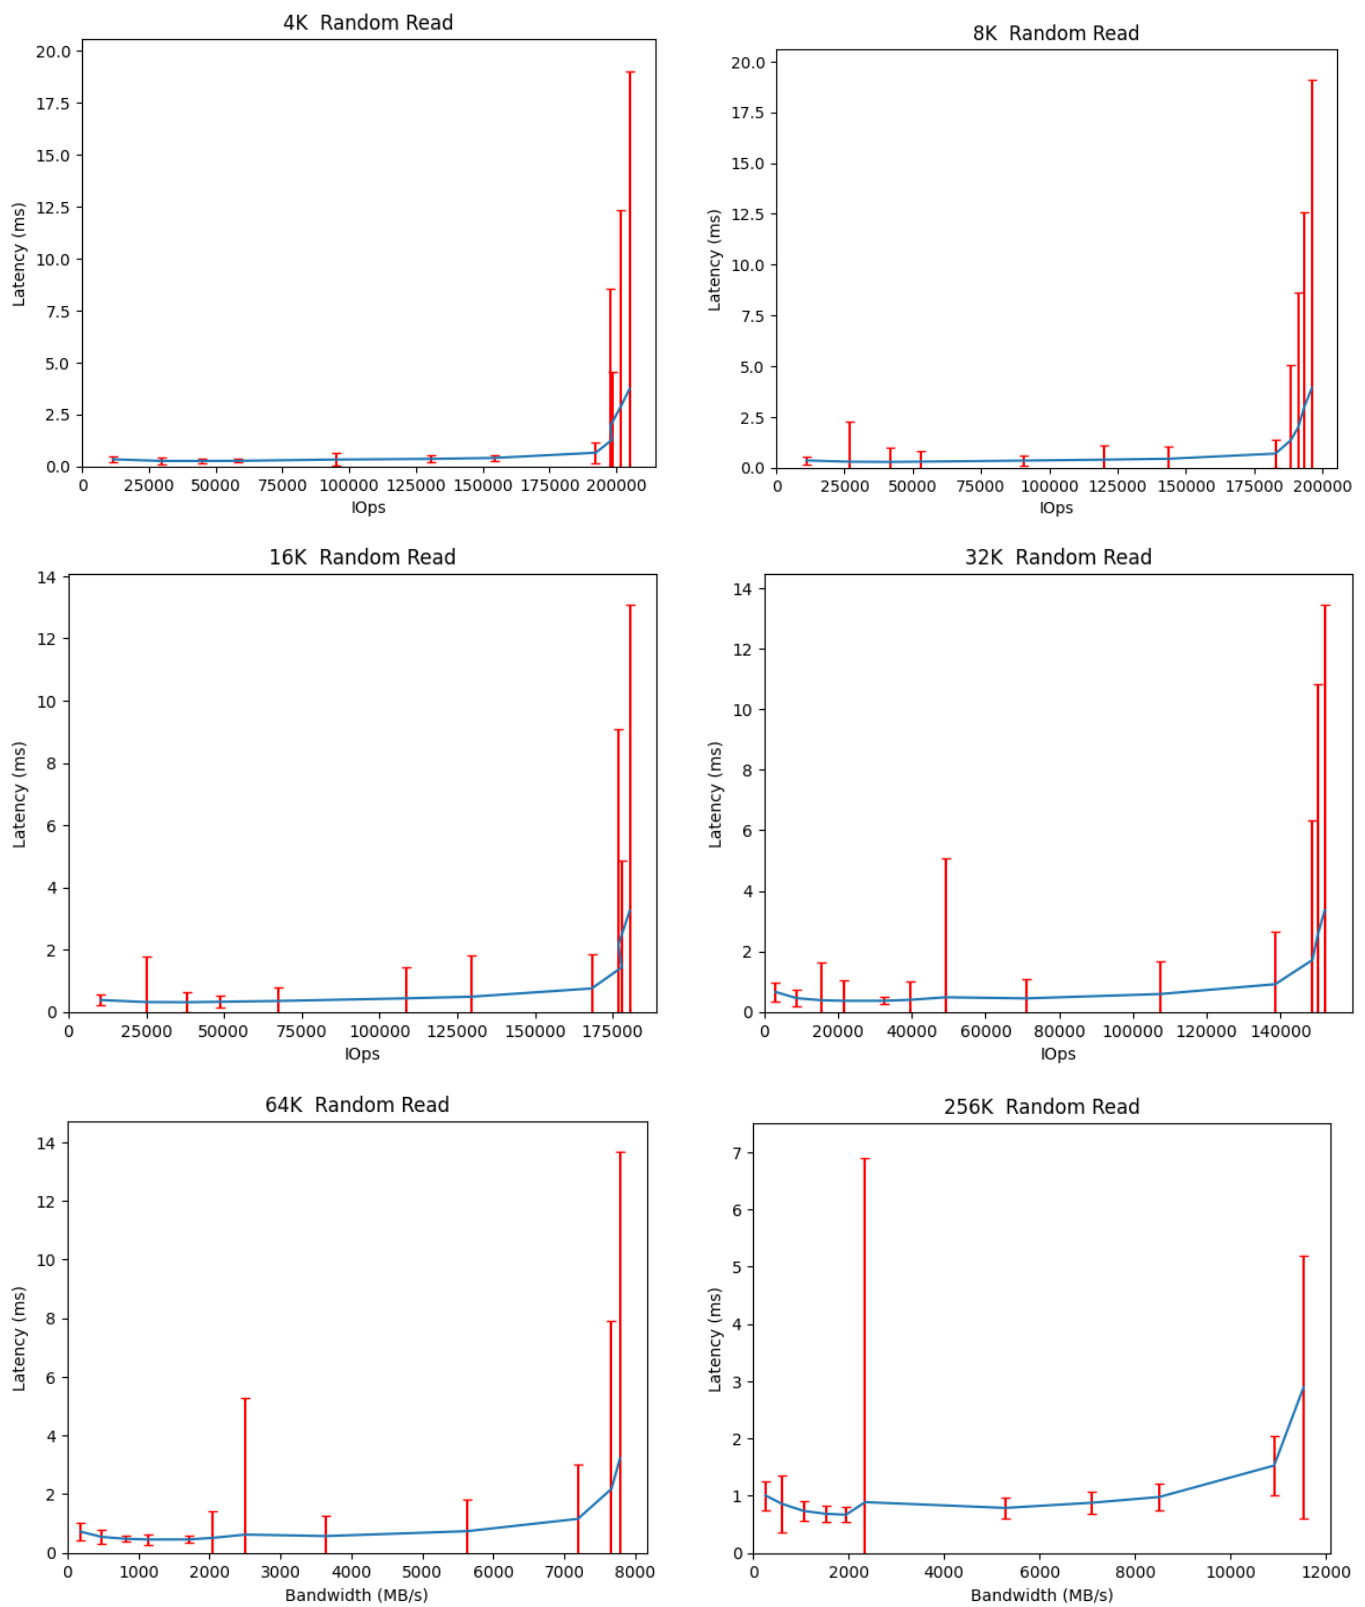 4K  Random Read
20.0
17.5
15.0
12.5
10.0
7.5
5.0
2.5
0.0
Latency (ms)
0 25000 50000 75000 100000 125000 150000 175000 200000
IOps
8K  Random Read
20.0
17.5
15.0
12.5
10.0
7.5
5.0
2.5
0.0
Latency (ms)
0 25000 50000 75000 100000 125000 150000 175000 200000
IOps
16K  Random Read
14
12
10
8
6
4
2
0
Latency (ms)
0 25000 50000 75000 100000 125000 150000 175000
IOps
32K  Random Read
14
12
10
8
6
4
2
0
Latency (ms)
0 20000 40000 60000 80000 100000 120000 140000
IOps
64K  Random Read
14
12
10
8
6
4
2
0
Latency (ms)
0 1000 2000 3000 4000 5000 6000 7000 8000
Bandwidth (MB/s)
256K  Random Read
7
6
5
4
3
2
1
0
Latency (ms)
0 2000 4000 6000 8000 10000 12000
Bandwidth (MB/s)